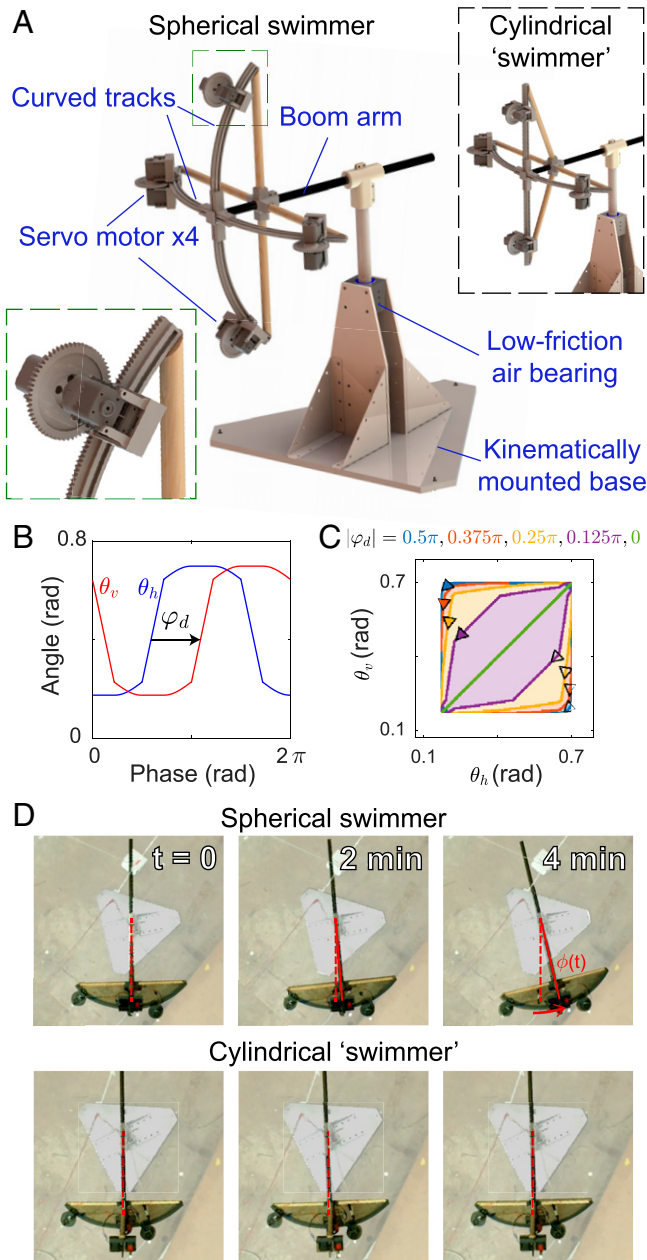 A
Spherical swimmer
Cylindrical
‘swimmer’
Curved tracks
Boom arm
Servo motor x4
Low-friction
air bearing
Kinematically
mounted base
B
0.8
θv
θh
φd
Angle (rad)
0
0
2π
Phase (rad)
C
|φd| = 0.5π, 0.375π, 0.25π, 0.125π, 0
0.7
θv (rad)
0.1
0.1
0.7
θh (rad)
D
Spherical swimmer
t = 0
2 min
4 min
ϕ(t)
Cylindrical ‘swimmer’